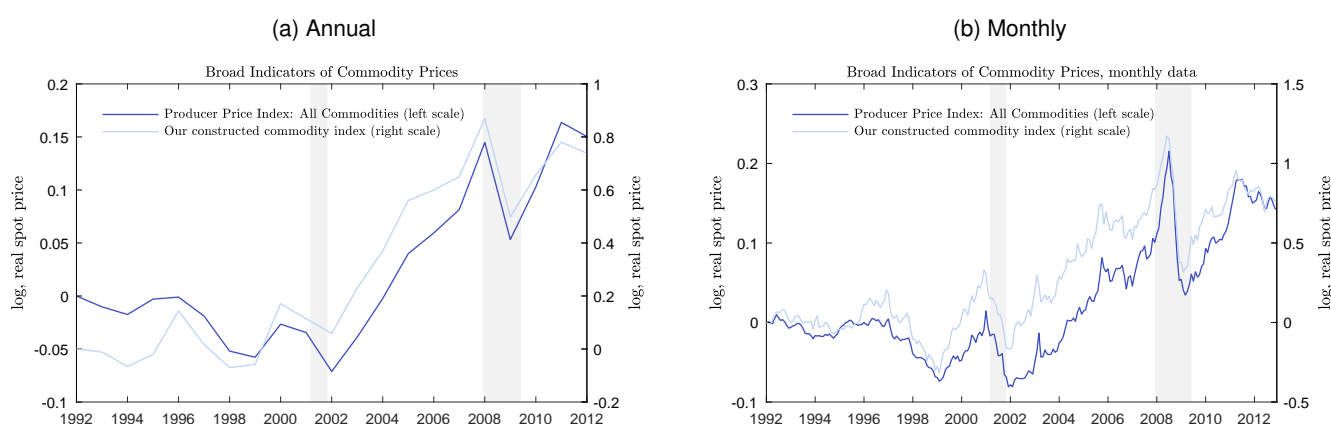 (a) Annual
Broad Indicators of Commodity Prices
Producer Price Index: All Commodities (left scale)
Our constructed commodity index (right scale)
log, real spot price
0.2
0.15
0.1
0.05
0
-0.05
-0.1
1
0.8
0.6
0.4
0.2
0
-0.2
log, real spot price
1992 1994 1996 1998 2000 2002 2004 2006 2008 2010 2012
(b) Monthly
Broad Indicators of Commodity Prices, monthly data
Producer Price Index: All Commodities (left scale)
Our constructed commodity index (right scale)
log, real spot price
0.3
0.2
0.1
0
-0.1
1.5
1
0.5
0
-0.5
log, real spot price
1992 1994 1996 1998 2000 2002 2004 2006 2008 2010 2012